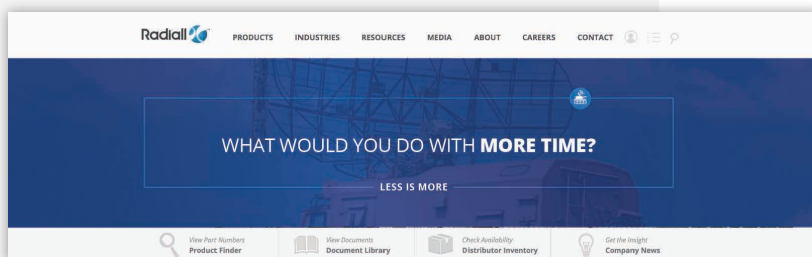 Radiall PRODUCTS INDUSTRIES RESOURCES MEDIA ABOUT CAREERS CONTACT
WHAT WOULD YOU DO WITH MORE TIME?
LESS IS MORE
View Part Numbers
Product Finder
View Documents
Document Library
Check Availability
Distributor Inventory
Get the Insight
Company News